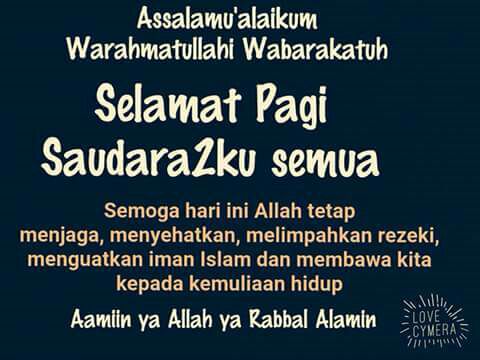 Assalamu'alaikum
Warahmatullahi Wabarakatuh
Selamat Pagi
Saudara2ku semua
Semoga hari ini Allah tetap
menjaga, menyehatkan, melimpahkan rezeki,
menguatkan iman Islam dan membawa kita
kepada kemuliaan hidup
Aamiin ya Allah ya Rabbal Alamin
LOVE
CYMERA